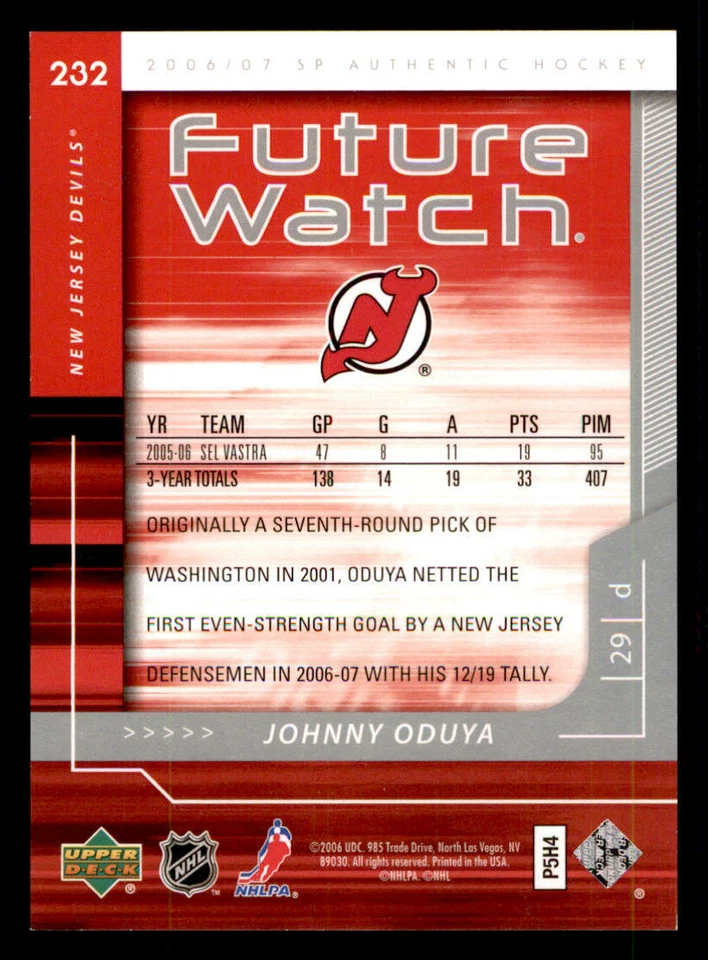 232
2006/07 SP AUTHENTIC HOCKEY
NEW JERSEY DEVILS®
Future
Watch.
NJ
®
YR TEAM GP G A PTS PIM
2005-06 SEL VASTRA 47 8 11 19 95
3-YEAR TOTALS 138 14 19 33 407
ORIGINALLY A SEVENTH-ROUND PICK OF
WASHINGTON IN 2001, ODUYA NETTED THE
FIRST EVEN-STRENGTH GOAL BY A NEW JERSEY
DEFENSEMEN IN 2006-07 WITH HIS 12/19 TALLY.
29 d
>>>>> JOHNNY ODUYA
UPPER
DECK
®
NHL
™
NHLPA®
©2006 UDC. 985 Trade Drive, North Las Vegas, NV
89030. All rights reserved. Printed in the USA.
©NHLPA. ©NHL
P5H4
®